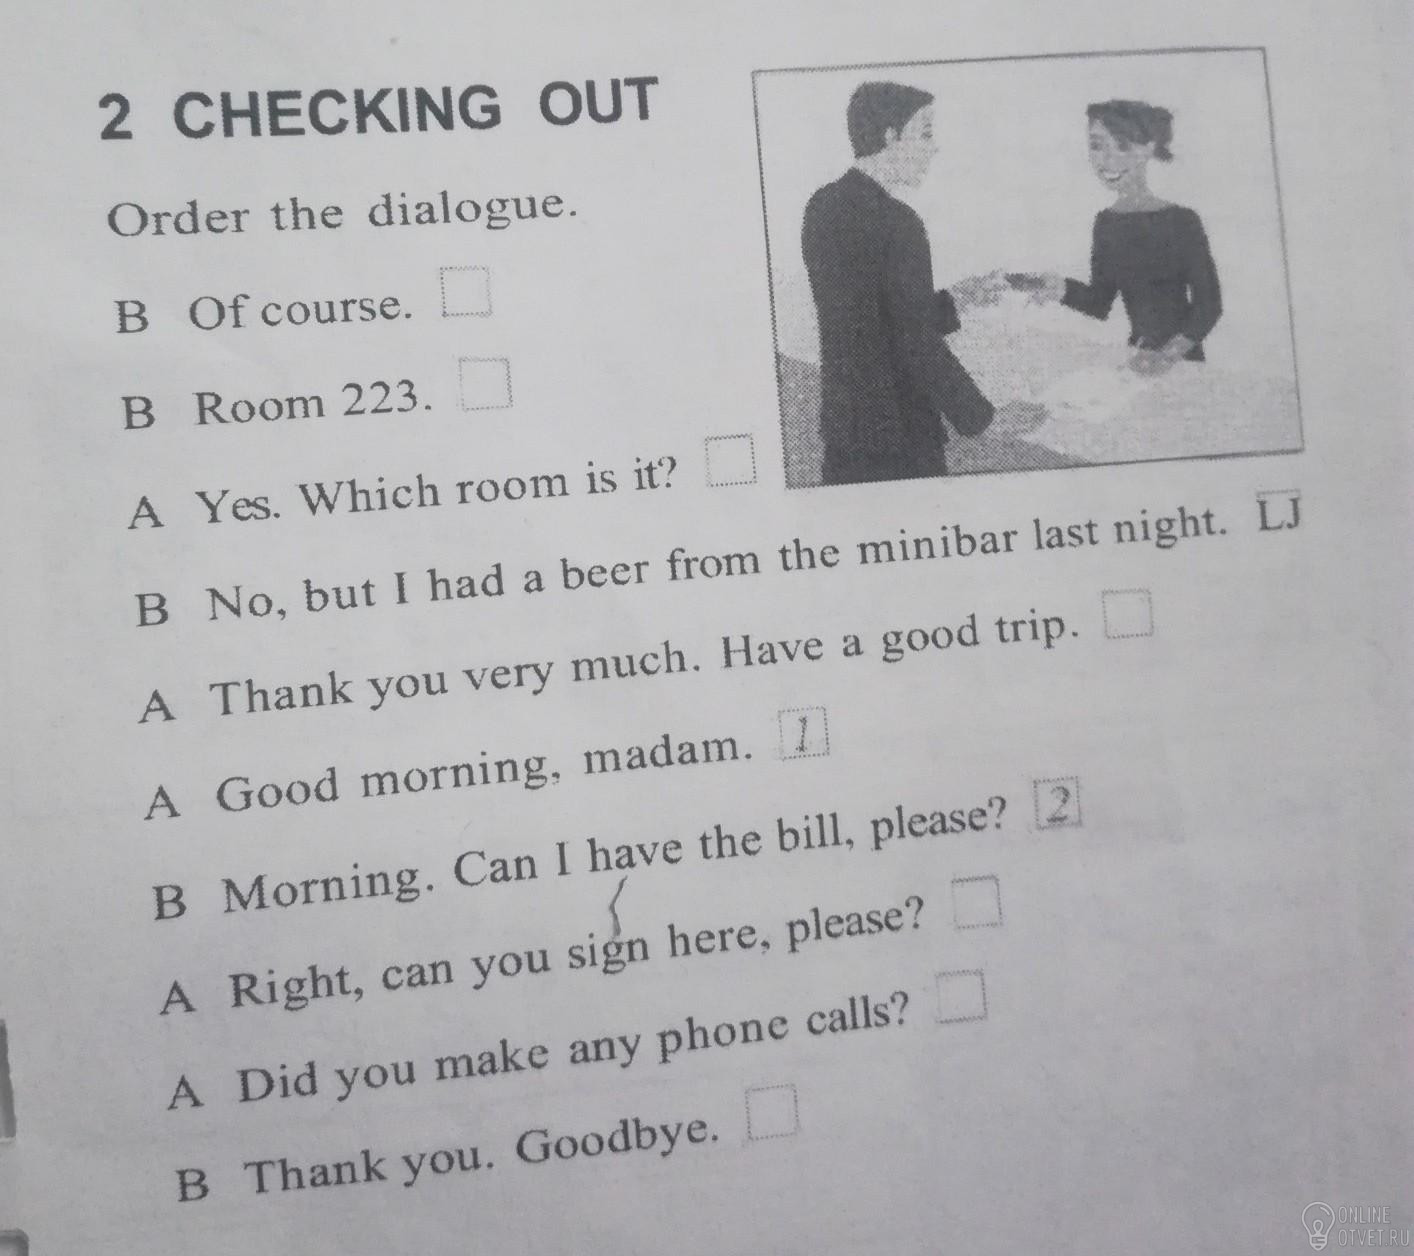 2 CHECKING OUT
Order the dialogue.
B Of course.
B Room 223.
A Yes. Which room is it?
B No, but I had a beer from the minibar last night. LJ
A Thank you very much. Have a good trip.
A Good morning, madam. 1
B Morning. Can I have the bill, please? 2
A Right, can you sign here, please?
A Did you make any phone calls?
B Thank you. Goodbye.
ONLINE
OTVET.RU